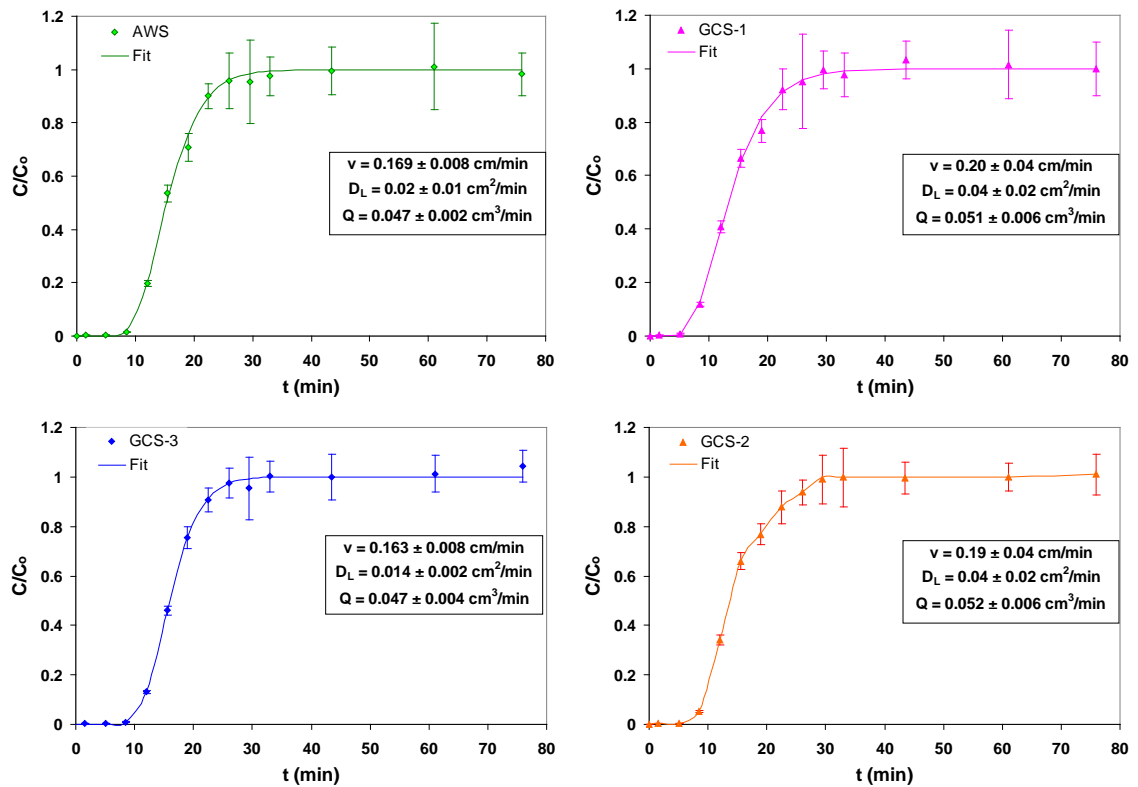 AWS
Fit
1.2
1
0.8
0.6
0.4
0.2
0
C/Co
v = 0.169 ± 0.008 cm/min
DL = 0.02 ± 0.01 cm²/min
Q = 0.047 ± 0.002 cm³/min
0 10 20 30 40 50 60 70 80
t (min)
GCS-1
Fit
1.2
1
0.8
0.6
0.4
0.2
0
C/Co
v = 0.20 ± 0.04 cm/min
DL = 0.04 ± 0.02 cm²/min
Q = 0.051 ± 0.006 cm³/min
0 10 20 30 40 50 60 70 80
t (min)
GCS-3
Fit
1.2
1
0.8
0.6
0.4
0.2
0
C/Co
v = 0.163 ± 0.008 cm/min
DL = 0.014 ± 0.002 cm²/min
Q = 0.047 ± 0.004 cm³/min
0 10 20 30 40 50 60 70 80
t (min)
GCS-2
Fit
1.2
1
0.8
0.6
0.4
0.2
0
C/Co
v = 0.19 ± 0.04 cm/min
DL = 0.04 ± 0.02 cm²/min
Q = 0.052 ± 0.006 cm³/min
0 10 20 30 40 50 60 70 80
t (min)